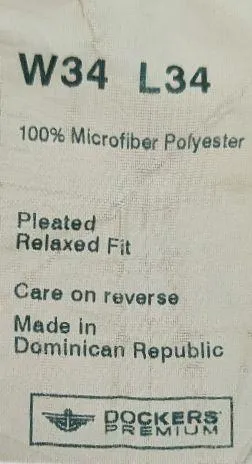 W34 L34
100% Microfiber Polyester
Pleated
Relaxed Fit
Care on reverse
Made in
Dominican Republic
DOCKERS
PREMIUM